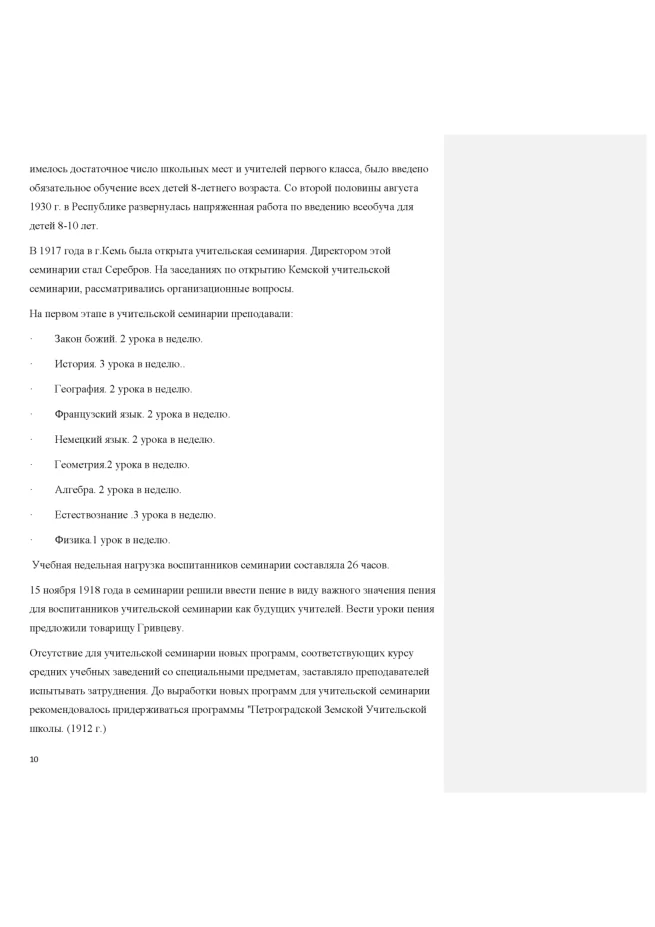 имелось достаточное число школьных мест и учителей первого класса, было введено
обязательное обучение всех детей 8-летнего возраста. Со второй половины августа
1930 г. в Республике развернулась напряженная работа по введению всеобуча для
детей 8-10 лет.
В 1917 года в г.Кемь была открыта учительская семинария. Директором этой
семинарии стал Серебров. На заседаниях по открытию Кемской учительской
семинарии, рассматривались организационные вопросы.
На первом этапе в учительской семинарии преподавали:
· Закон божий. 2 урока в неделю.
· История. 3 урока в неделю..
· География. 2 урока в неделю.
· Французский язык. 2 урока в неделю.
· Немецкий язык. 2 урока в неделю.
· Геометрия.2 урока в неделю.
· Алгебра. 2 урока в неделю.
· Естествознание .3 урока в неделю.
· Физика.1 урок в неделю.
Учебная недельная нагрузка воспитанников семинарии составляла 26 часов.
15 ноября 1918 года в семинарии решили ввести пение в виду важного значения пения
для воспитанников учительской семинарии как будущих учителей. Вести уроки пения
предложили товарищу Гривцеву.
Отсутствие для учительской семинарии новых программ, соответствующих курсу
средних учебных заведений со специальными предметам, заставляло преподавателей
испытывать затруднения. До выработки новых программ для учительской семинарии
рекомендовалось придерживаться программы "Петроградской Земской Учительской
школы. (1912 г.)
10